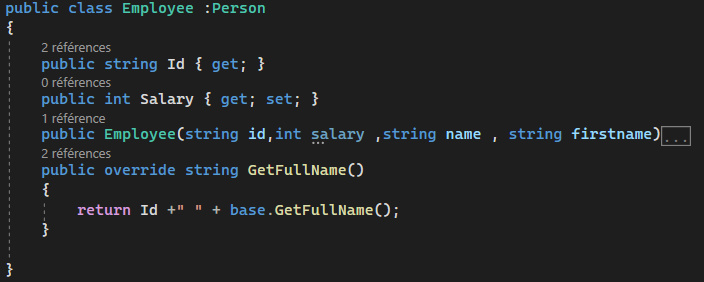 public class Employee :Person
{
2 références
public string Id { get; }
0 références
public int Salary { get; set; }
1 référence
public Employee(string id,int salary ,string name , string firstname)...
2 références
public override string GetFullName()
{
return Id +" " + base.GetFullName();
}
}